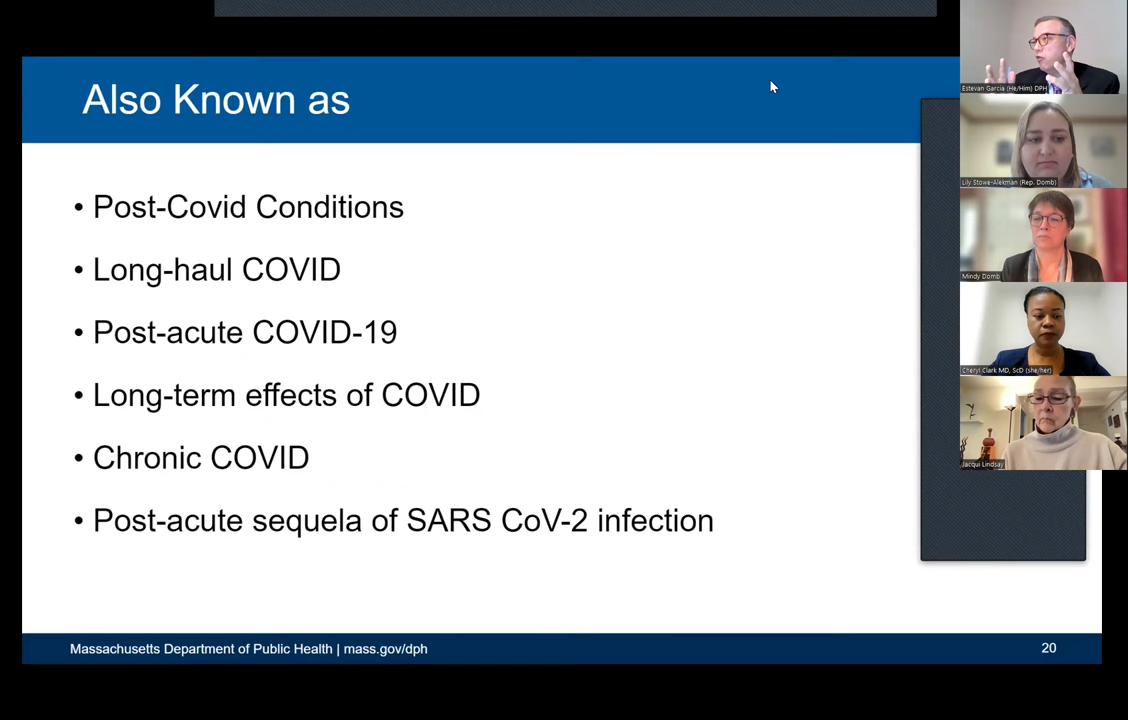 Also Known as
• Post-Covid Conditions
• Long-haul COVID
• Post-acute COVID-19
• Long-term effects of COVID
• Chronic COVID
• Post-acute sequela of SARS CoV-2 infection
Massachusetts Department of Public Health | mass.gov/dph
20
Estevan Garcia (He/Him) DPH
Lily Stowe-Alekman (Rep. Domb)
Mindy Domb
Cheryl Clark MD, ScD (she/her)
Jacqui Lindsay